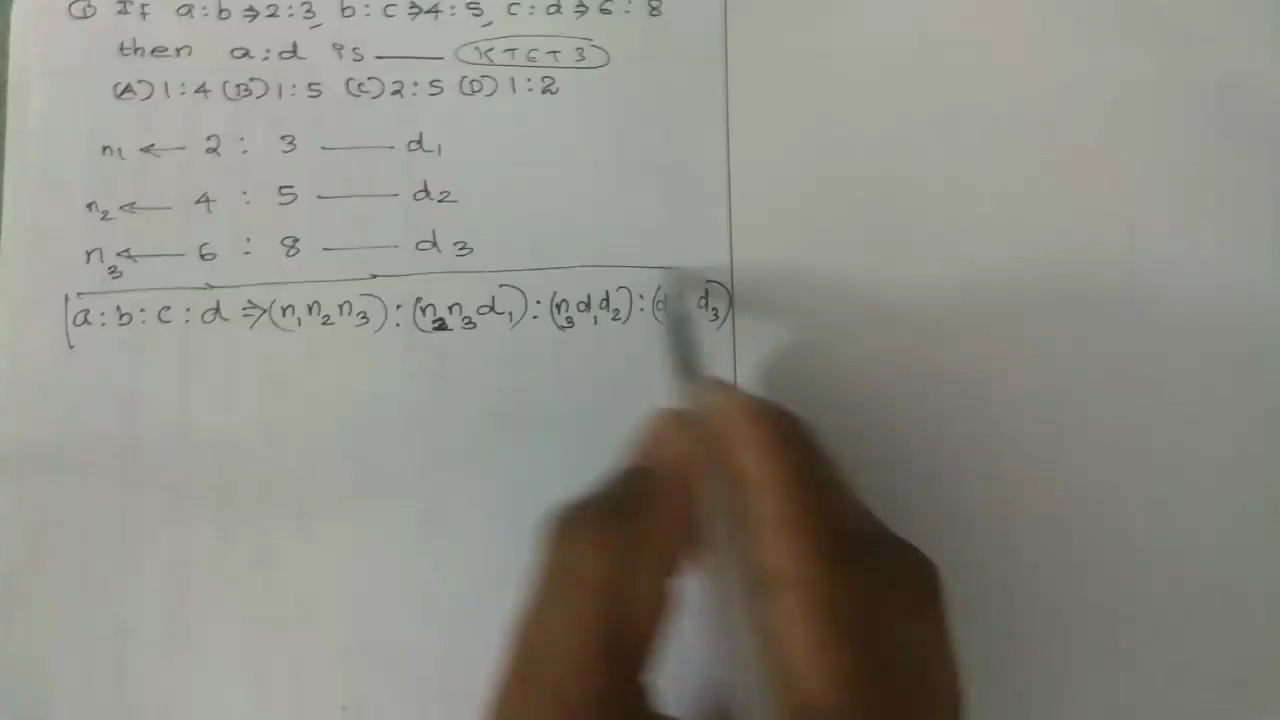 ① If a:b⇒2:3, b:c⇒4:5, c:d⇒6:8
then a:d is ____ KTET 3
(A) 1:4 (B) 1:5 (C) 2:5 (D) 1:2
n₁ ← 2 : 3 — d₁
n₂ ← 4 : 5 — d₂
n₃ ← 6 : 8 — d₃
a:b:c:d ⇒ (n₁n₂n₃) : (n₂n₃d₁) : (n₃d₁d₂) : (d d₃)